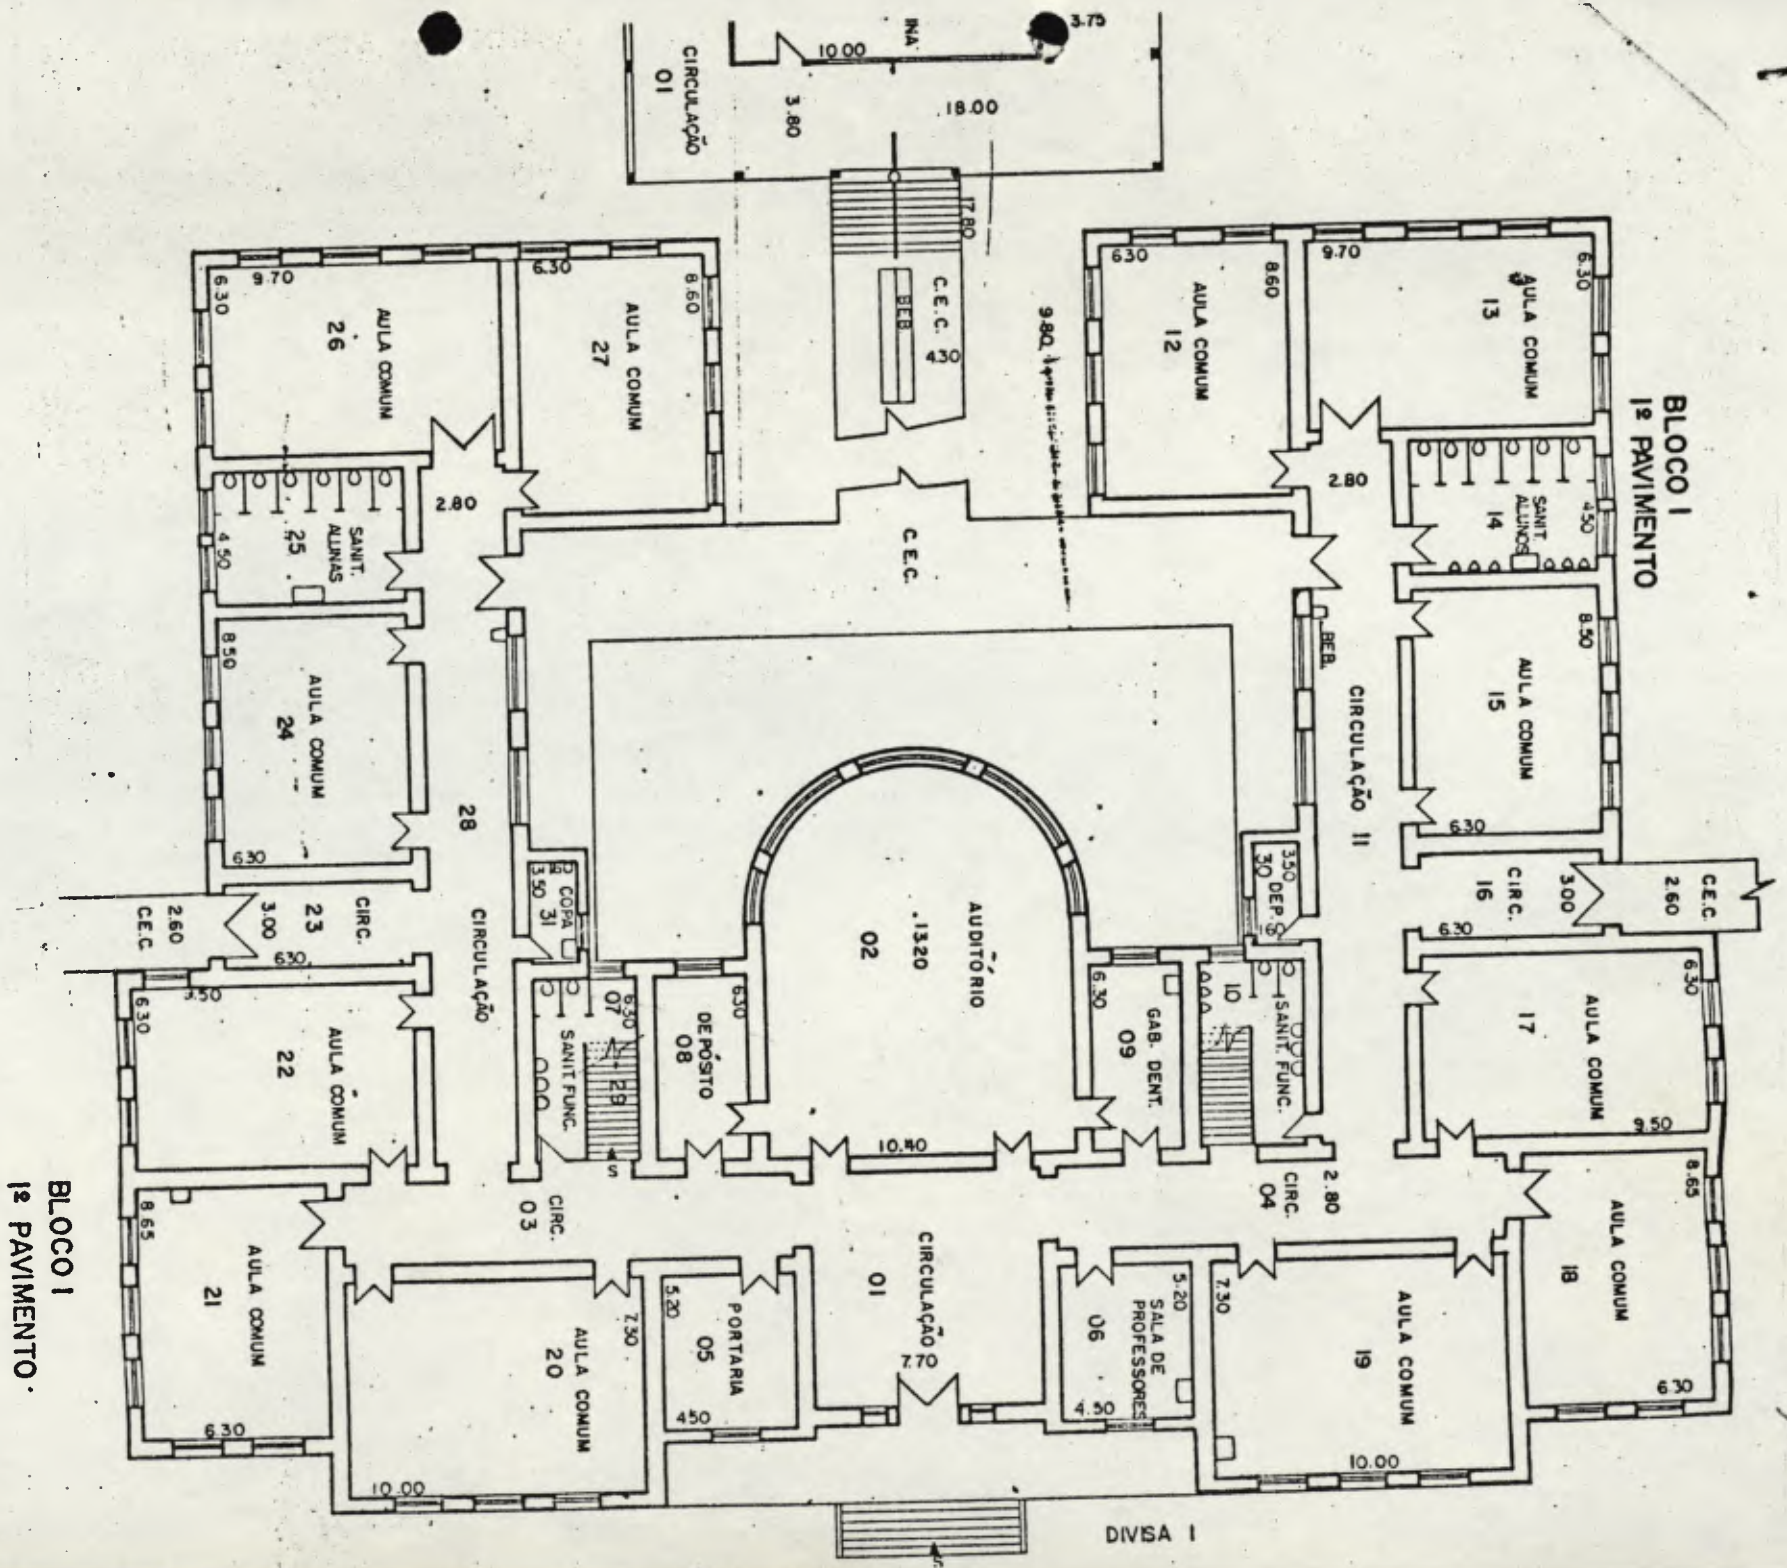 3.75
INA
10.00
CIRCULAÇÃO
01
3.80
18.00
17.80
C.E.C.
BEB
4.30
9.80
6.30
9.70
AULA COMUM
26
8.60
6.30
AULA COMUM
27
6.30
8.60
AULA COMUM
12
6.30
9.70
AULA COMUM
13
BLOCO I
1º PAVIMENTO
2.80
SANIT.
ALUNAS
25
4.50
2.80
SANIT.
ALUNOS
14
4.50
C.E.C.
BEB.
8.50
AULA COMUM
24
6.30
8.50
AULA COMUM
15
6.30
CIRCULAÇÃO 11
28
CIRCULAÇÃO
CIRC.
23
3.00
6.30
2.60
C.E.C.
COPA
31
3.50
3.50
DEP.
30
1.60
CIRC.
16
3.00
6.30
C.E.C.
2.60
AUDITÓRIO
13.20
02
10.40
9.50
6.30
AULA COMUM
22
6.30
07
SANIT. FUNC.
29
S
6.30
DEPÓSITO
08
6.30
GAB. DENT.
09
10
SANIT. FUNC.
6.30
AULA COMUM
17
9.50
CIRC.
03
2.80
CIRC.
04
8.65
AULA COMUM
21
6.30
7.30
AULA COMUM
20
10.00
5.20
PORTARIA
05
4.50
CIRCULAÇÃO
01
7.70
5.20
SALA DE
PROFESSORES
06
4.50
7.30
AULA COMUM
19
10.00
8.65
AULA COMUM
18
6.30
BLOCO I
1º PAVIMENTO.
DIVISA I
S